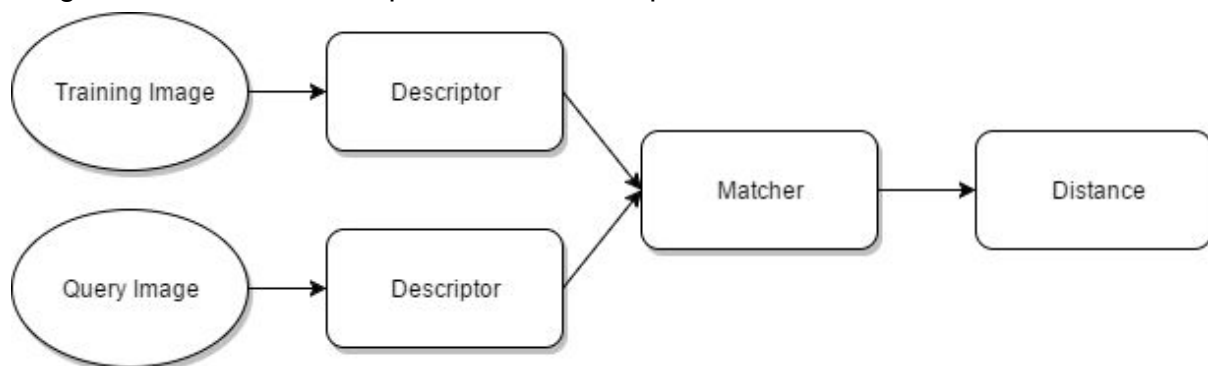 Training Image
Descriptor
Matcher
Distance
Query Image
Descriptor